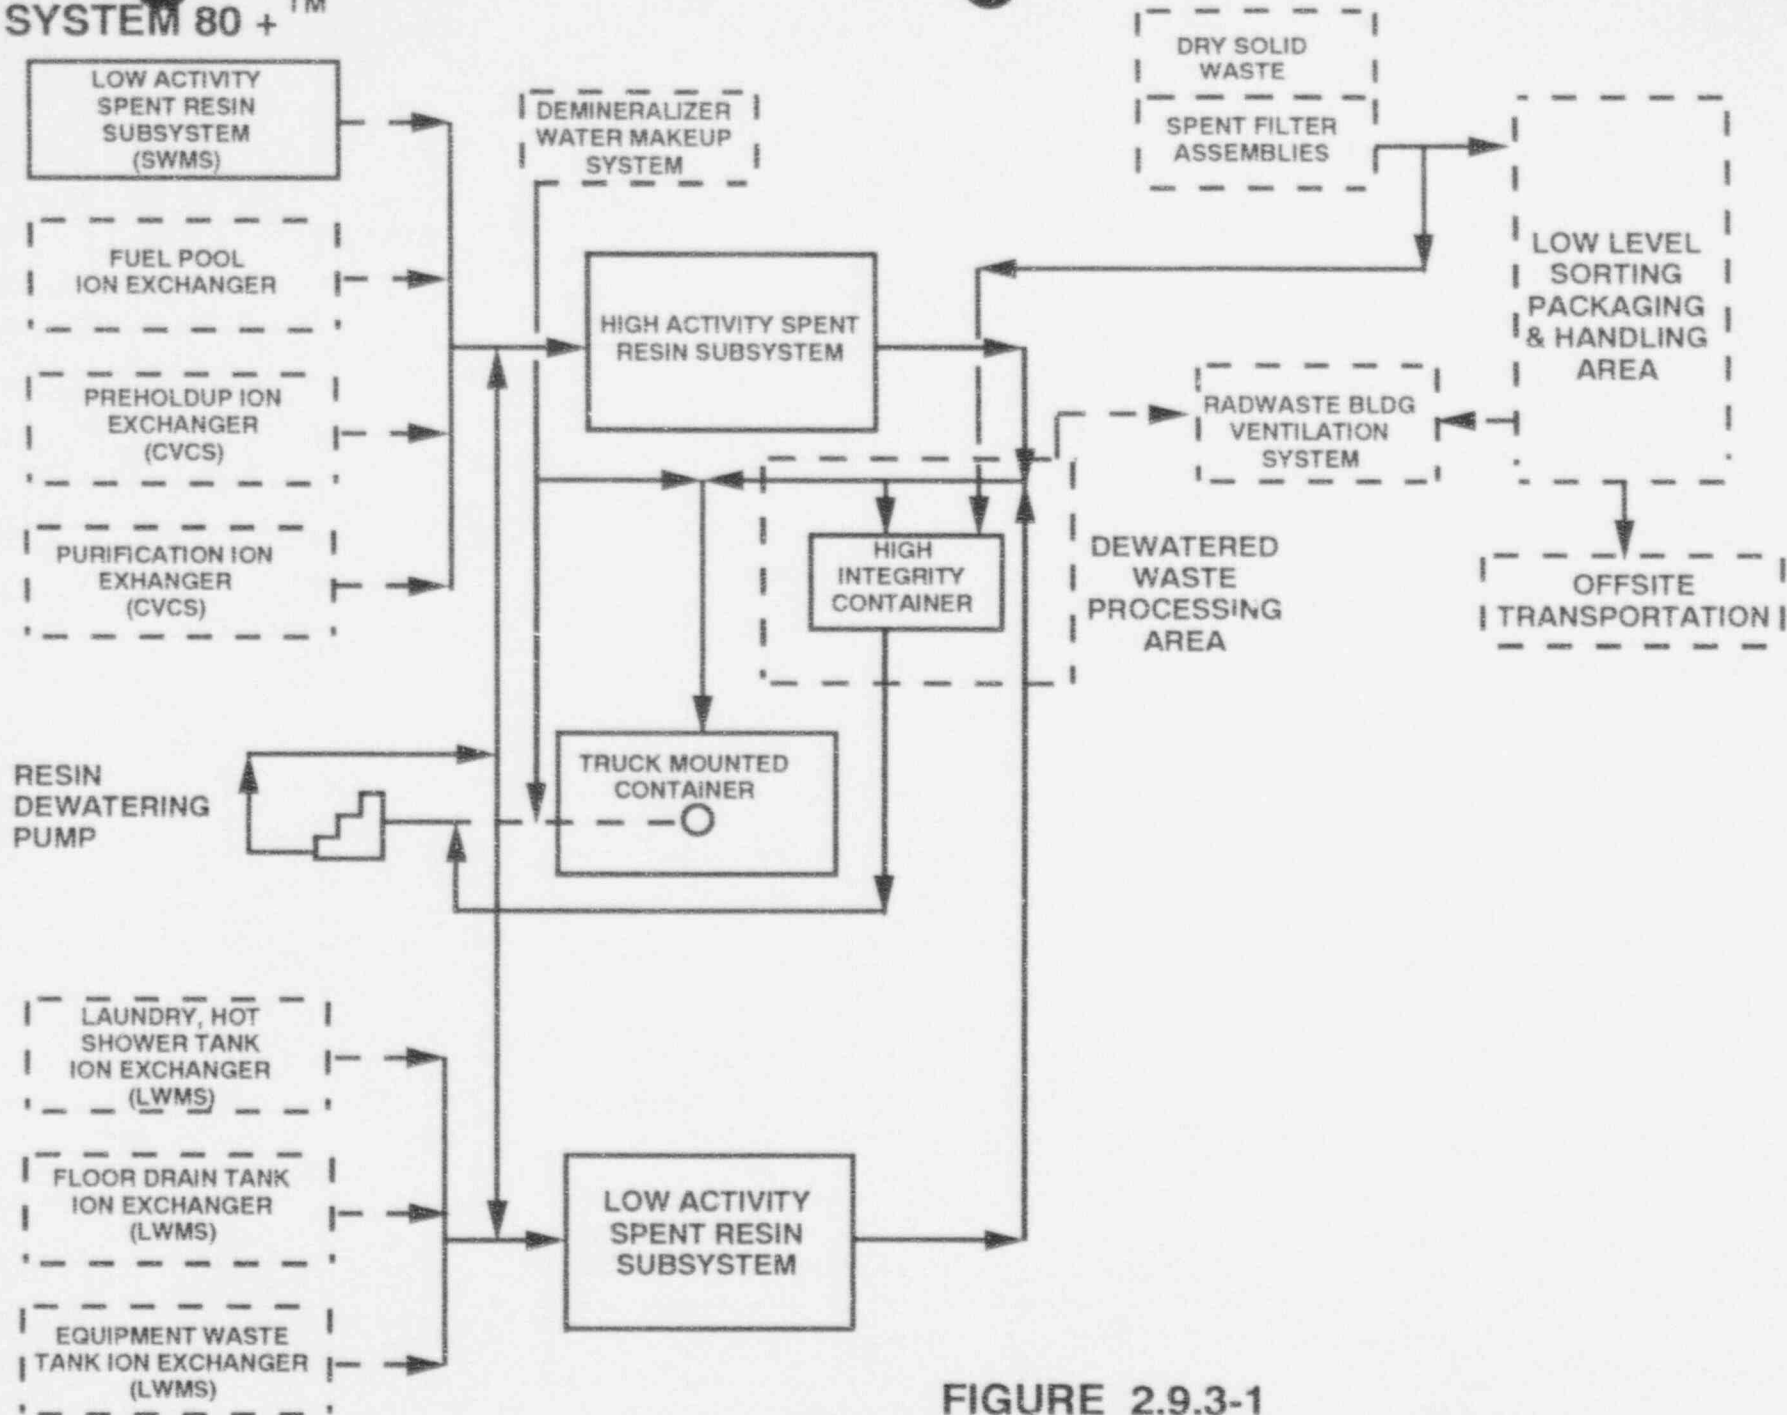 SYSTEM 80 +™
LOW ACTIVITY
SPENT RESIN
SUBSYSTEM
(SWMS)
DEMINERALIZER
WATER MAKEUP
SYSTEM
DRY SOLID
WASTE
SPENT FILTER
ASSEMBLIES
FUEL POOL
ION EXCHANGER
HIGH ACTIVITY SPENT
RESIN SUBSYSTEM
LOW LEVEL
SORTING
PACKAGING
& HANDLING
AREA
PREHOLDUP ION
EXCHANGER
(CVCS)
RADWASTE BLDG
VENTILATION
SYSTEM
PURIFICATION ION
EXHANGER
(CVCS)
HIGH
INTEGRITY
CONTAINER
DEWATERED
WASTE
PROCESSING
AREA
OFFSITE
TRANSPORTATION
RESIN
DEWATERING
PUMP
TRUCK MOUNTED
CONTAINER
LAUNDRY, HOT
SHOWER TANK
ION EXCHANGER
(LWMS)
FLOOR DRAIN TANK
ION EXCHANGER
(LWMS)
LOW ACTIVITY
SPENT RESIN
SUBSYSTEM
EQUIPMENT WASTE
TANK ION EXCHANGER
(LWMS)
FIGURE 2.9.3-1